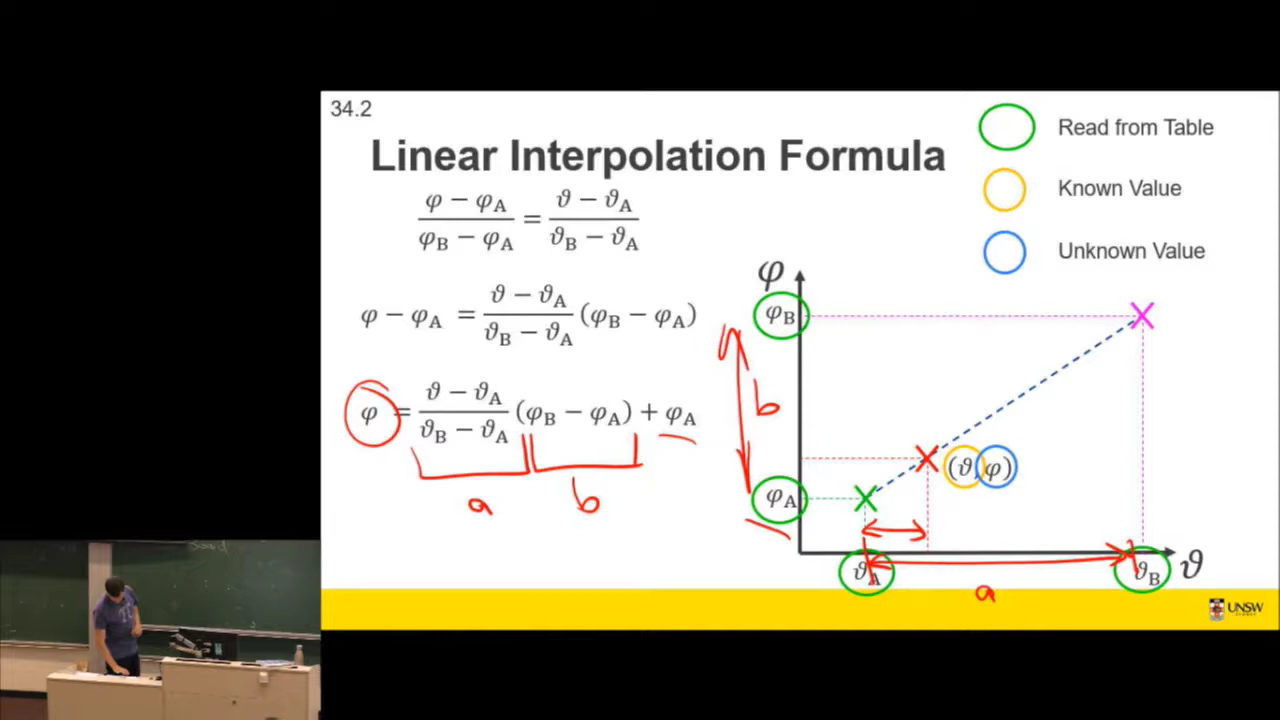 34.2
Linear Interpolation Formula
Read from Table
Known Value
Unknown Value
(φ − φ_A)/(φ_B − φ_A) = (ϑ − ϑ_A)/(ϑ_B − ϑ_A)
φ − φ_A = (ϑ − ϑ_A)/(ϑ_B − ϑ_A) (φ_B − φ_A)
φ = (ϑ − ϑ_A)/(ϑ_B − ϑ_A) (φ_B − φ_A) + φ_A
a b
φ
φ_B
b
(ϑ, φ)
φ_A
ϑ_A ϑ_B ϑ
a
UNSW